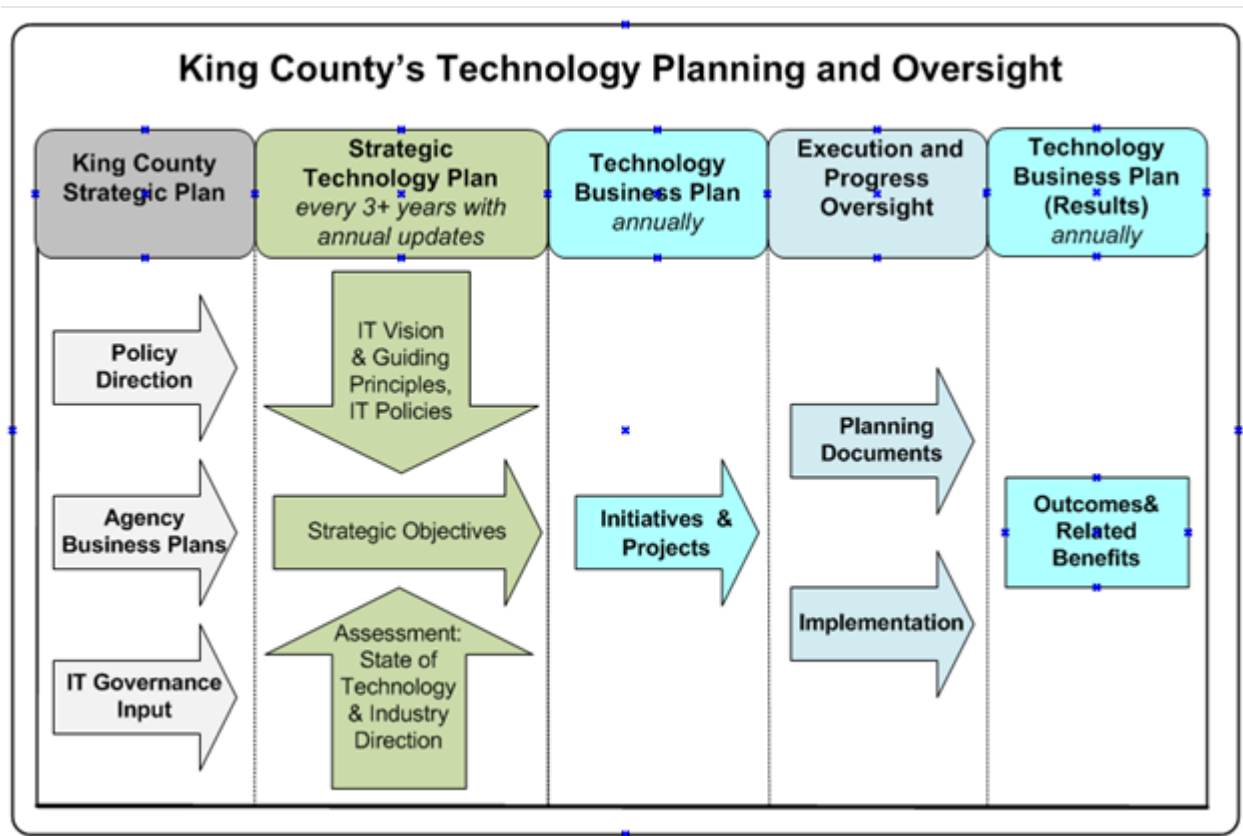 King County's Technology Planning and Oversight
King County
Strategic Plan
Strategic
Technology Plan
every 3+ years with
annual updates
Technology
Business Plan
annually
Execution and
Progress
Oversight
Technology
Business Plan
(Results)
annually
Policy
Direction
Agency
Business Plans
IT Governance
Input
IT Vision
& Guiding
Principles,
IT Policies
Strategic Objectives
Assessment:
State of
Technology
& Industry
Direction
Initiatives &
Projects
Planning
Documents
Implementation
Outcomes&
Related
Benefits